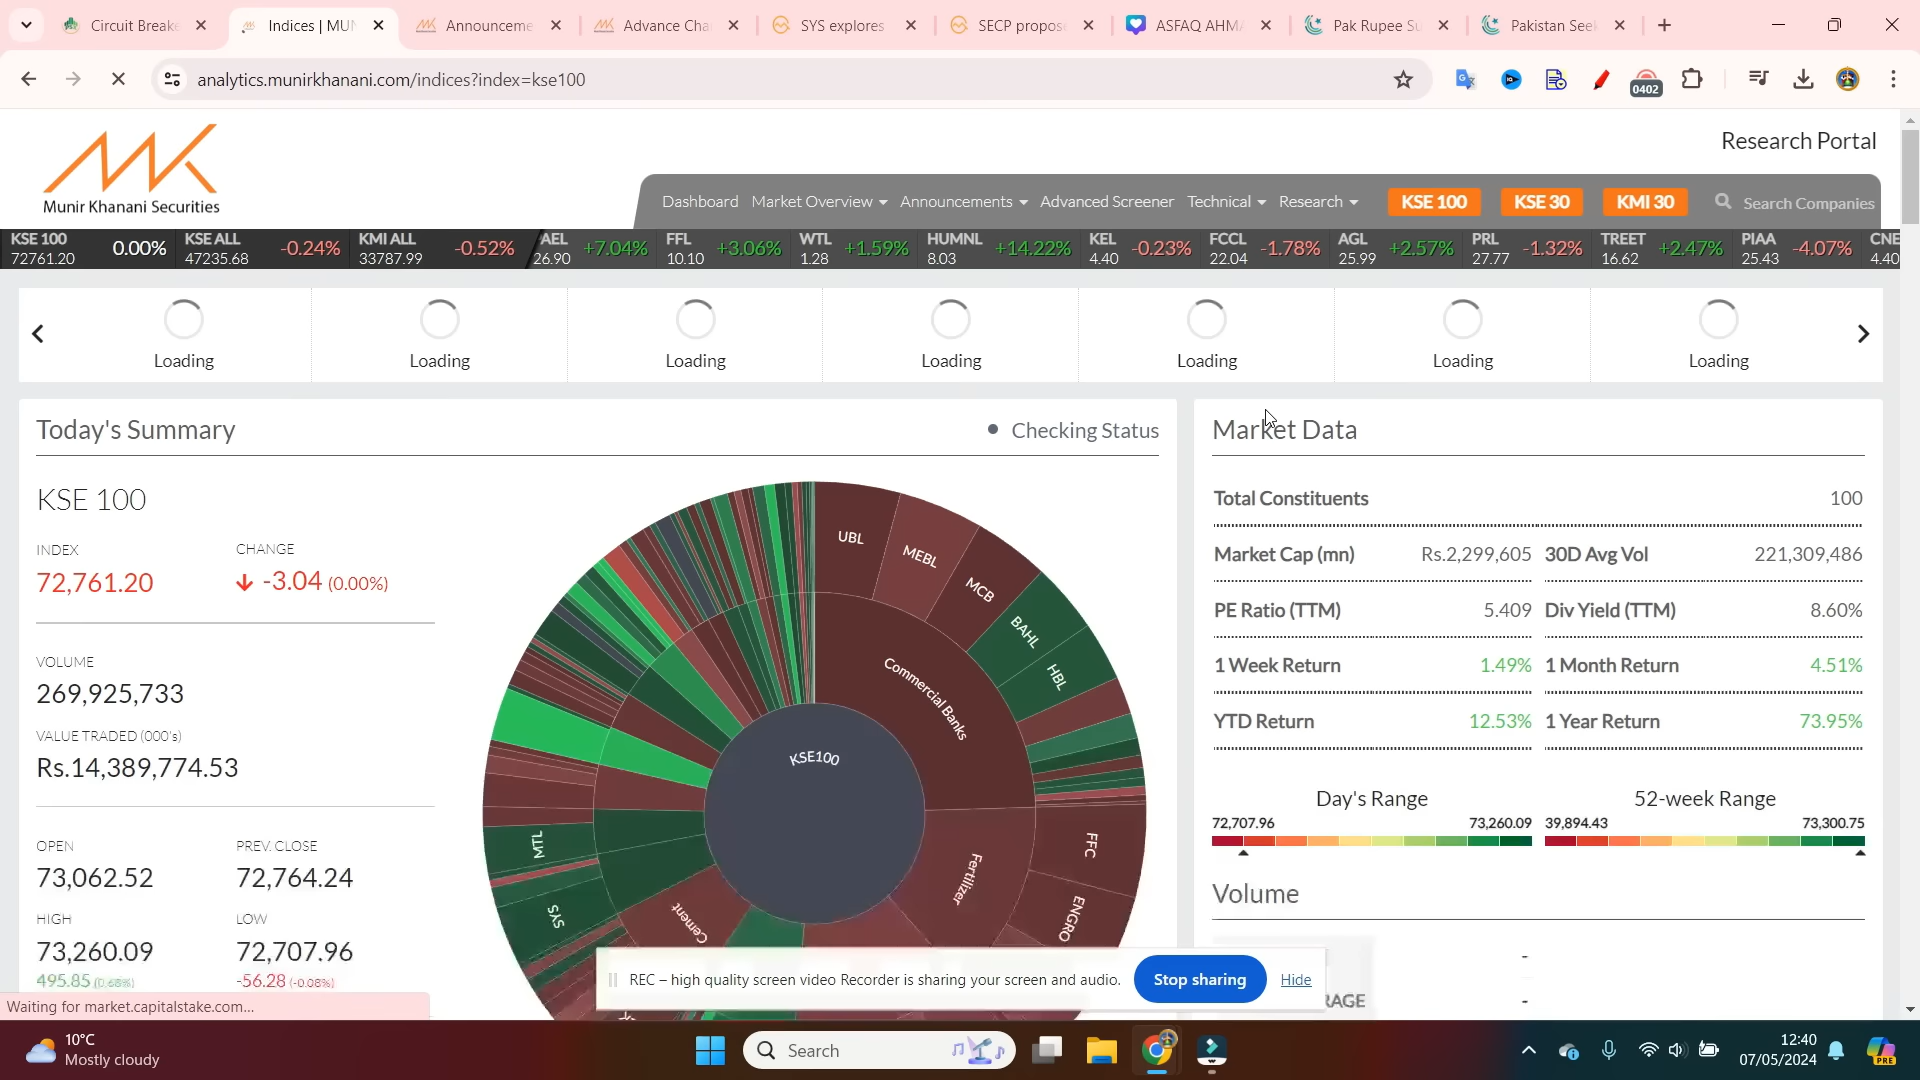 Circuit Break
Indices | MUN
Announceme
Advance Cha
SYS explores
SECP propos
ASFAQ AHM
Pak Rupee Su
Pakistan Seek
analytics.munirkhanani.com/indices?index=kse100
0402
Munir Khanani Securities
Research Portal
Dashboard Market Overview Announcements Advanced Screener Technical Research KSE 100 KSE 30 KMI 30 Search Companies
KSE 100 72761.20 0.00% KSE ALL 47235.68 -0.24% KMI ALL 33787.99 -0.52% AEL 26.90 +7.04% FFL 10.10 +3.06% WTL 1.28 +1.59% HUMNL 8.03 +14.22% KEL 4.40 -0.23% FCCL 22.04 -1.78% AGL 25.99 +2.57% PRL 27.77 -1.32% TREET 16.62 +2.47% PIAA 25.43 -4.07% CNE 4.40
Loading Loading Loading Loading Loading Loading Loading
Today's Summary
Checking Status
KSE 100
INDEX CHANGE
72,761.20 -3.04 (0.00%)
VOLUME
269,925,733
VALUE TRADED (000's)
Rs.14,389,774.53
OPEN PREV. CLOSE
73,062.52 72,764.24
HIGH LOW
73,260.09 72,707.96
495.85 (0.68%) -56.28 (-0.08%)
UBL
MEBL
MCB
BAHL
HBL
Commercial Banks
KSE100
FFC
Fertilizer
ENGRO
Cement
MTL
SYS
Market Data
Total Constituents 100
Market Cap (mn) Rs.2,299,605 30D Avg Vol 221,309,486
PE Ratio (TTM) 5.409 Div Yield (TTM) 8.60%
1 Week Return 1.49% 1 Month Return 4.51%
YTD Return 12.53% 1 Year Return 73.95%
Day's Range 52-week Range
72,707.96 73,260.09 39,894.43 73,300.75
Volume
-
RAGE -
REC – high quality screen video Recorder is sharing your screen and audio. Stop sharing Hide
Waiting for market.capitalstake.com...
10°C
Mostly cloudy
Search
12:40
07/05/2024
PRE